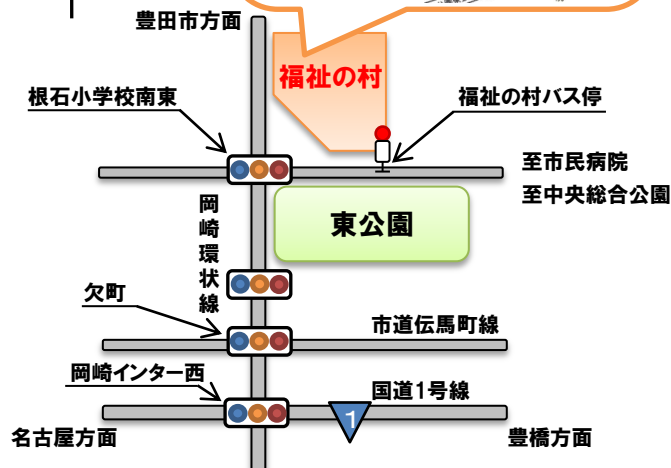 豊田市方面
福祉の村
根石小学校南東
福祉の村バス停
至市民病院
至中央総合公園
岡崎環状線
東公園
欠町
市道伝馬町線
岡崎インター西
国道1号線
1
名古屋方面
豊橋方面